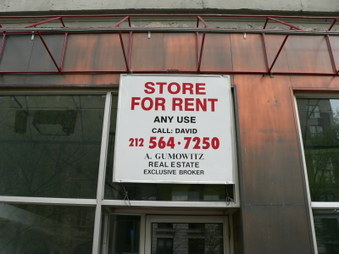 STORE
FOR RENT
ANY USE
CALL: DAVID
212 564-7250
A. GUMOWITZ
REAL ESTATE
EXCLUSIVE BROKER